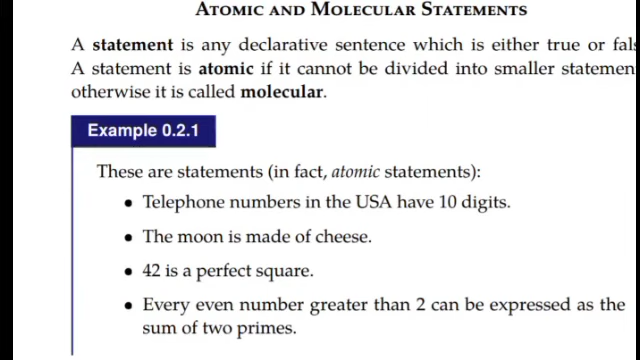 Atomic and Molecular Statements
A statement is any declarative sentence which is either true or
A statement is atomic if it cannot be divided into smaller
otherwise it is called molecular.
Example 0.2.1
These are statements (in fact, atomic statements):
• Telephone numbers in the USA have 10 digits.
• The moon is made of cheese.
• 42 is a perfect square.
• Every even number greater than 2 can be expressed as the
sum of two primes.